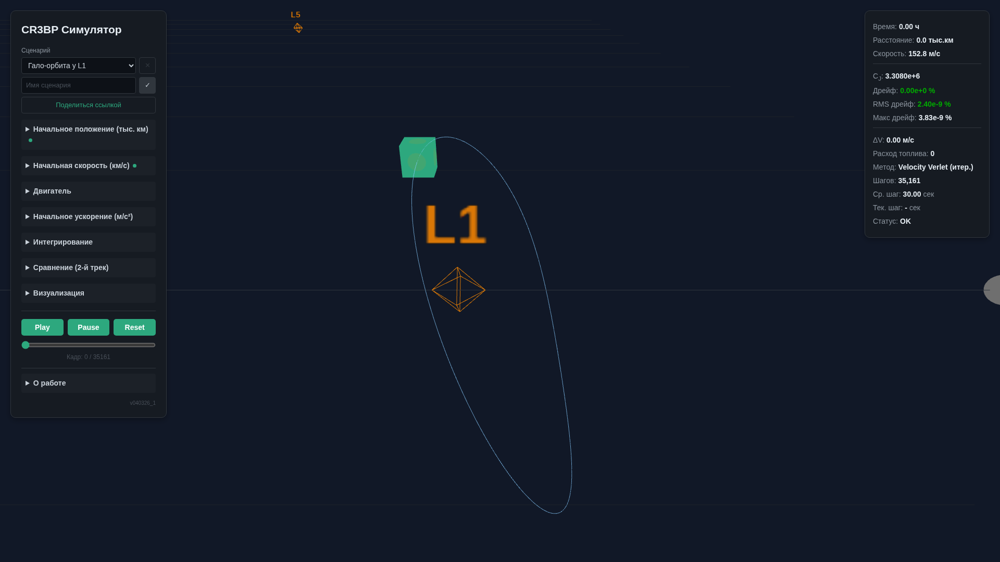 CR3BP Симулятор
Сценарий
Гало-орбита у L1
×
Имя сценария
✓
Поделиться ссылкой
▶ Начальное положение (тыс. км)
▶ Начальная скорость (км/с)
▶ Двигатель
▶ Начальное ускорение (м/с²)
▶ Интегрирование
▶ Сравнение (2-й трек)
▶ Визуализация
Play Pause Reset
Кадр: 0 / 35161
▶ О работе
v040326_1
L5
L1
Время: 0.00 ч
Расстояние: 0.0 тыс.км
Скорость: 152.8 м/с
CJ: 3.3080e+6
Дрейф: 0.00e+0 %
RMS дрейф: 2.40e-9 %
Макс дрейф: 3.83e-9 %
ΔV: 0.00 м/с
Расход топлива: 0
Метод: Velocity Verlet (итер.)
Шагов: 35,161
Ср. шаг: 30.00 сек
Тек. шаг: - сек
Статус: OK